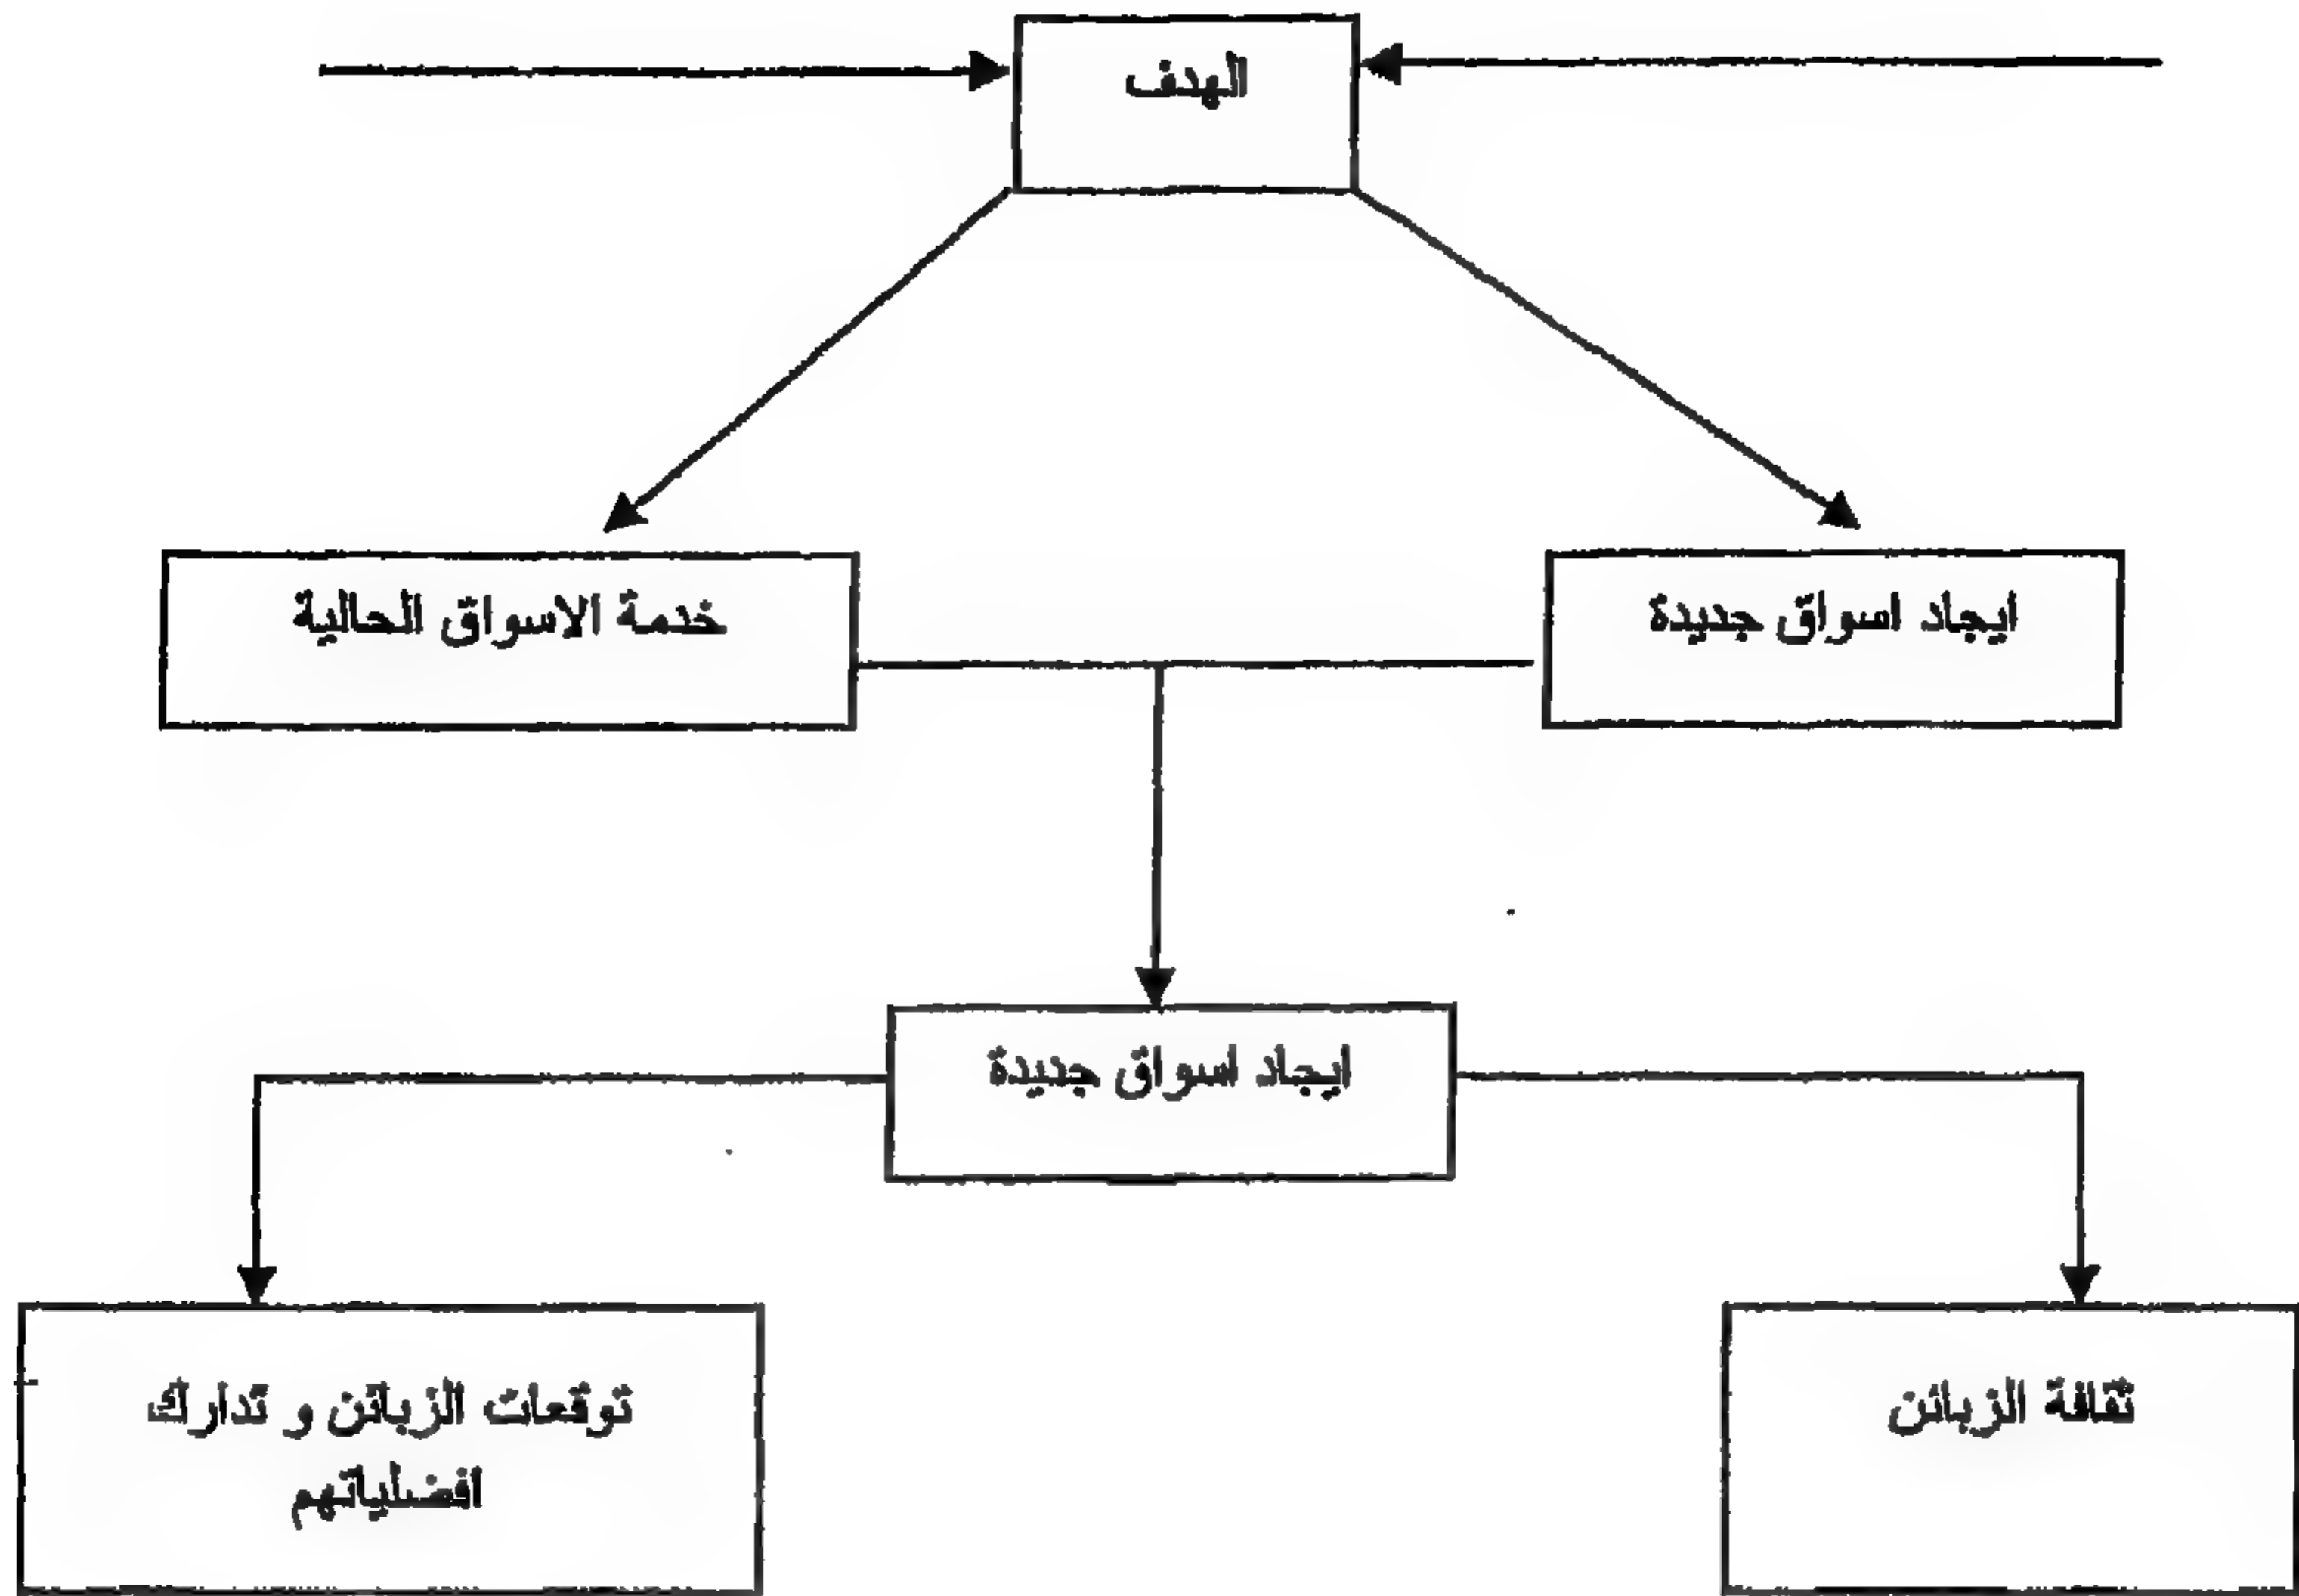 الهدف
ايجاد اسواق جديدة
خدمة الاسواق الحالية
ايجاد اسواق جديدة
ثقافة الزبائن
توقعات الزبائن و تدارك
افضلياتهم